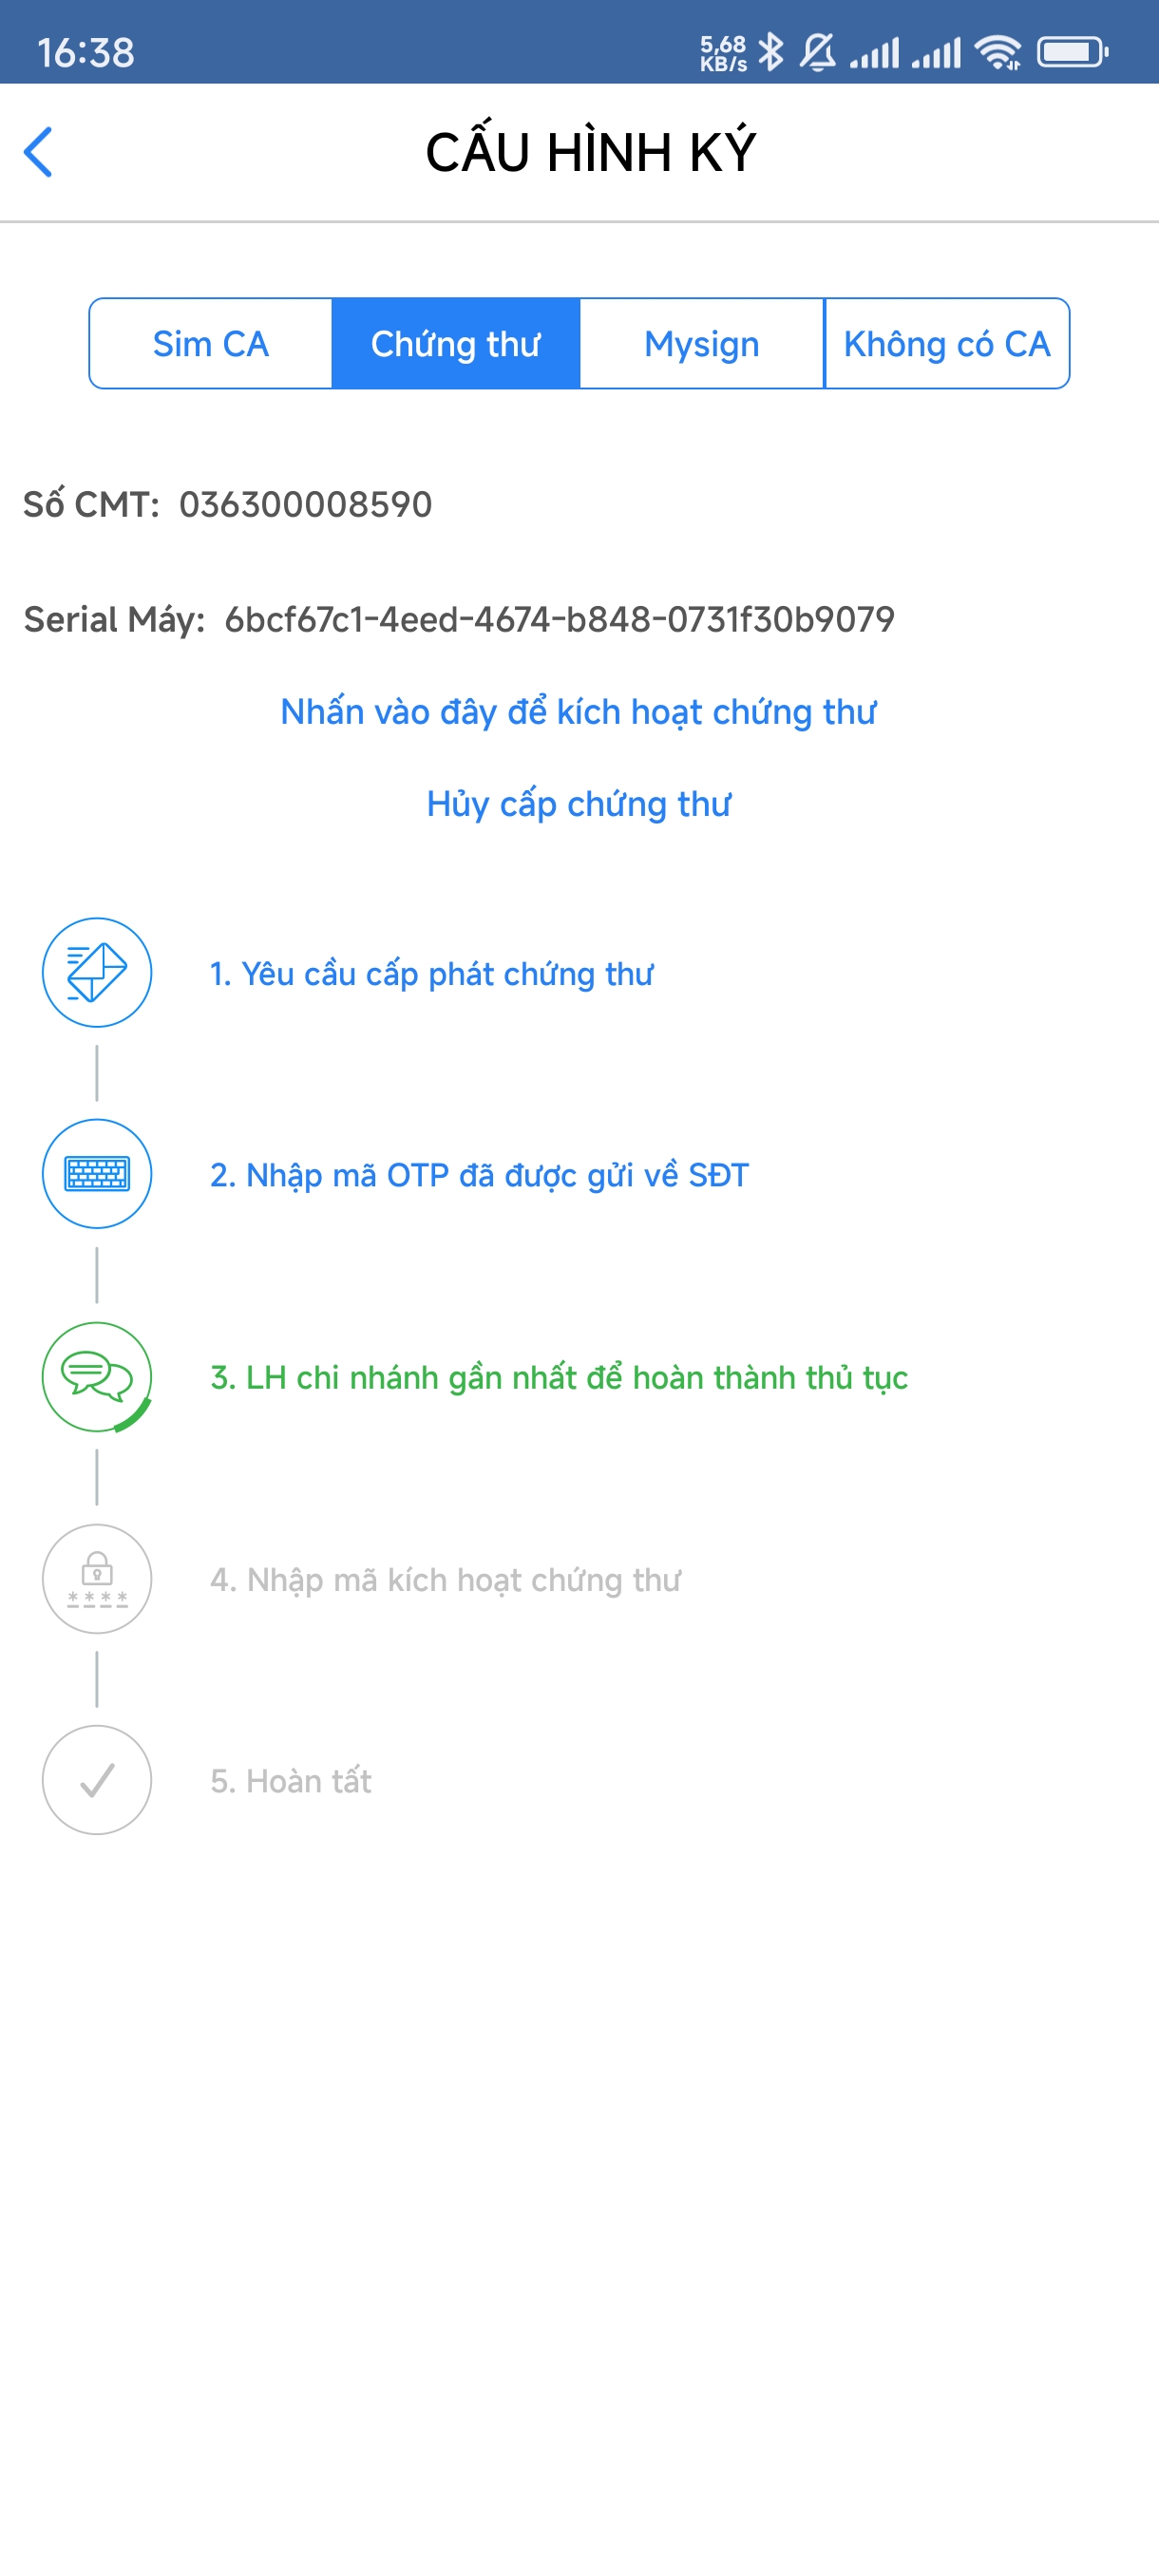 16:38
5,68
KB/s
CẤU HÌNH KÝ
Sim CA
Chứng thư
Mysign
Không có CA
Số CMT: 036300008590
Serial Máy: 6bcf67c1-4eed-4674-b848-0731f30b9079
Nhấn vào đây để kích hoạt chứng thư
Hủy cấp chứng thư
1. Yêu cầu cấp phát chứng thư
2. Nhập mã OTP đã được gửi về SĐT
3. LH chi nhánh gần nhất để hoàn thành thủ tục
4. Nhập mã kích hoạt chứng thư
5. Hoàn tất